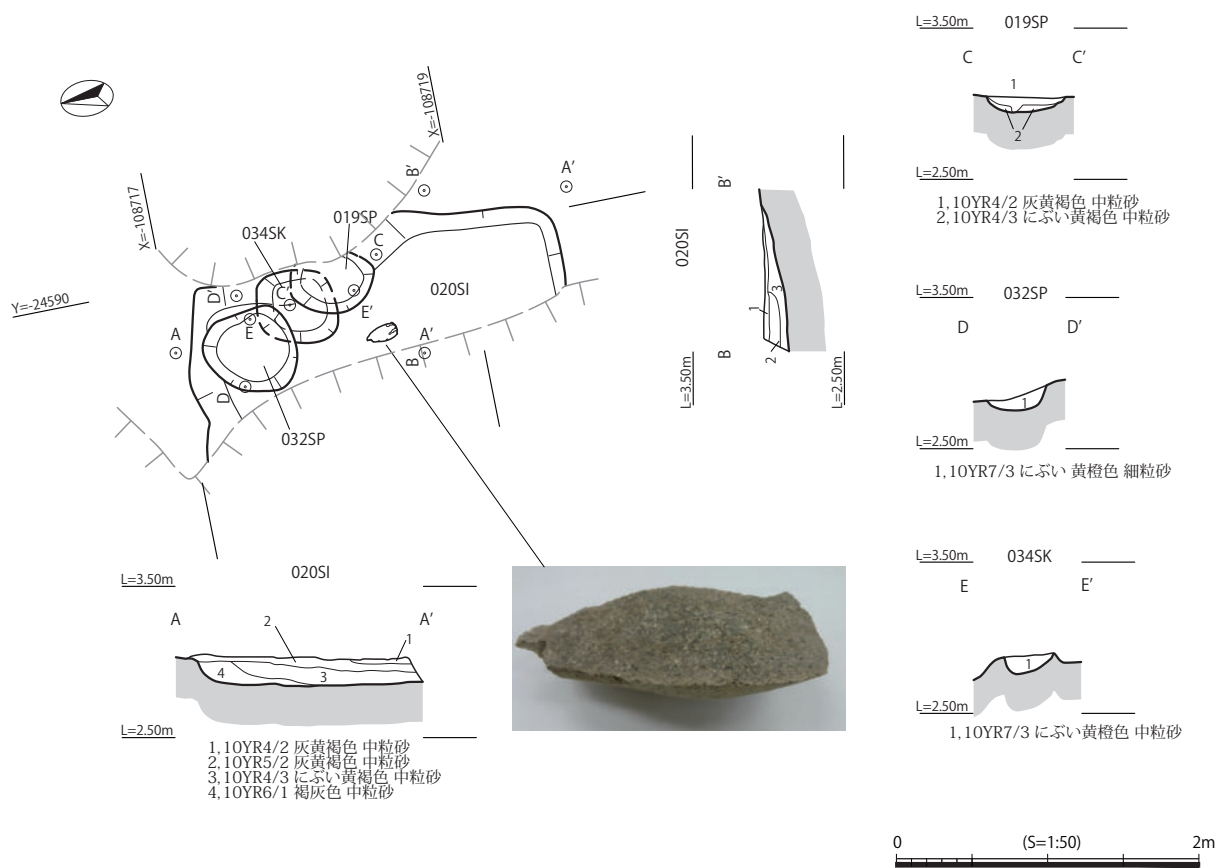 X=-108719
X=-108717
Y=-24590
B'
A'
019SP
034SK
C
D'
C'
020SI
E
E'
A
A'
B
D
032SP
020SI
B'
B
1
2
3
L=3.50m
L=2.50m
L=3.50m 019SP
C C'
1
2
L=2.50m
1,10YR4/2 灰黄褐色 中粒砂
2,10YR4/3 にぶい黄褐色 中粒砂
L=3.50m 032SP
D D'
1
L=2.50m
1,10YR7/3 にぶい 黄橙色 細粒砂
L=3.50m 034SK
E E'
1
L=2.50m
1,10YR7/3 にぶい黄橙色 中粒砂
020SI
L=3.50m
A A'
2
1
4
3
L=2.50m
1,10YR4/2 灰黄褐色 中粒砂
2,10YR5/2 灰黄褐色 中粒砂
3,10YR4/3 にぶい黄褐色 中粒砂
4,10YR6/1 褐灰色 中粒砂
0 (S=1:50) 2m